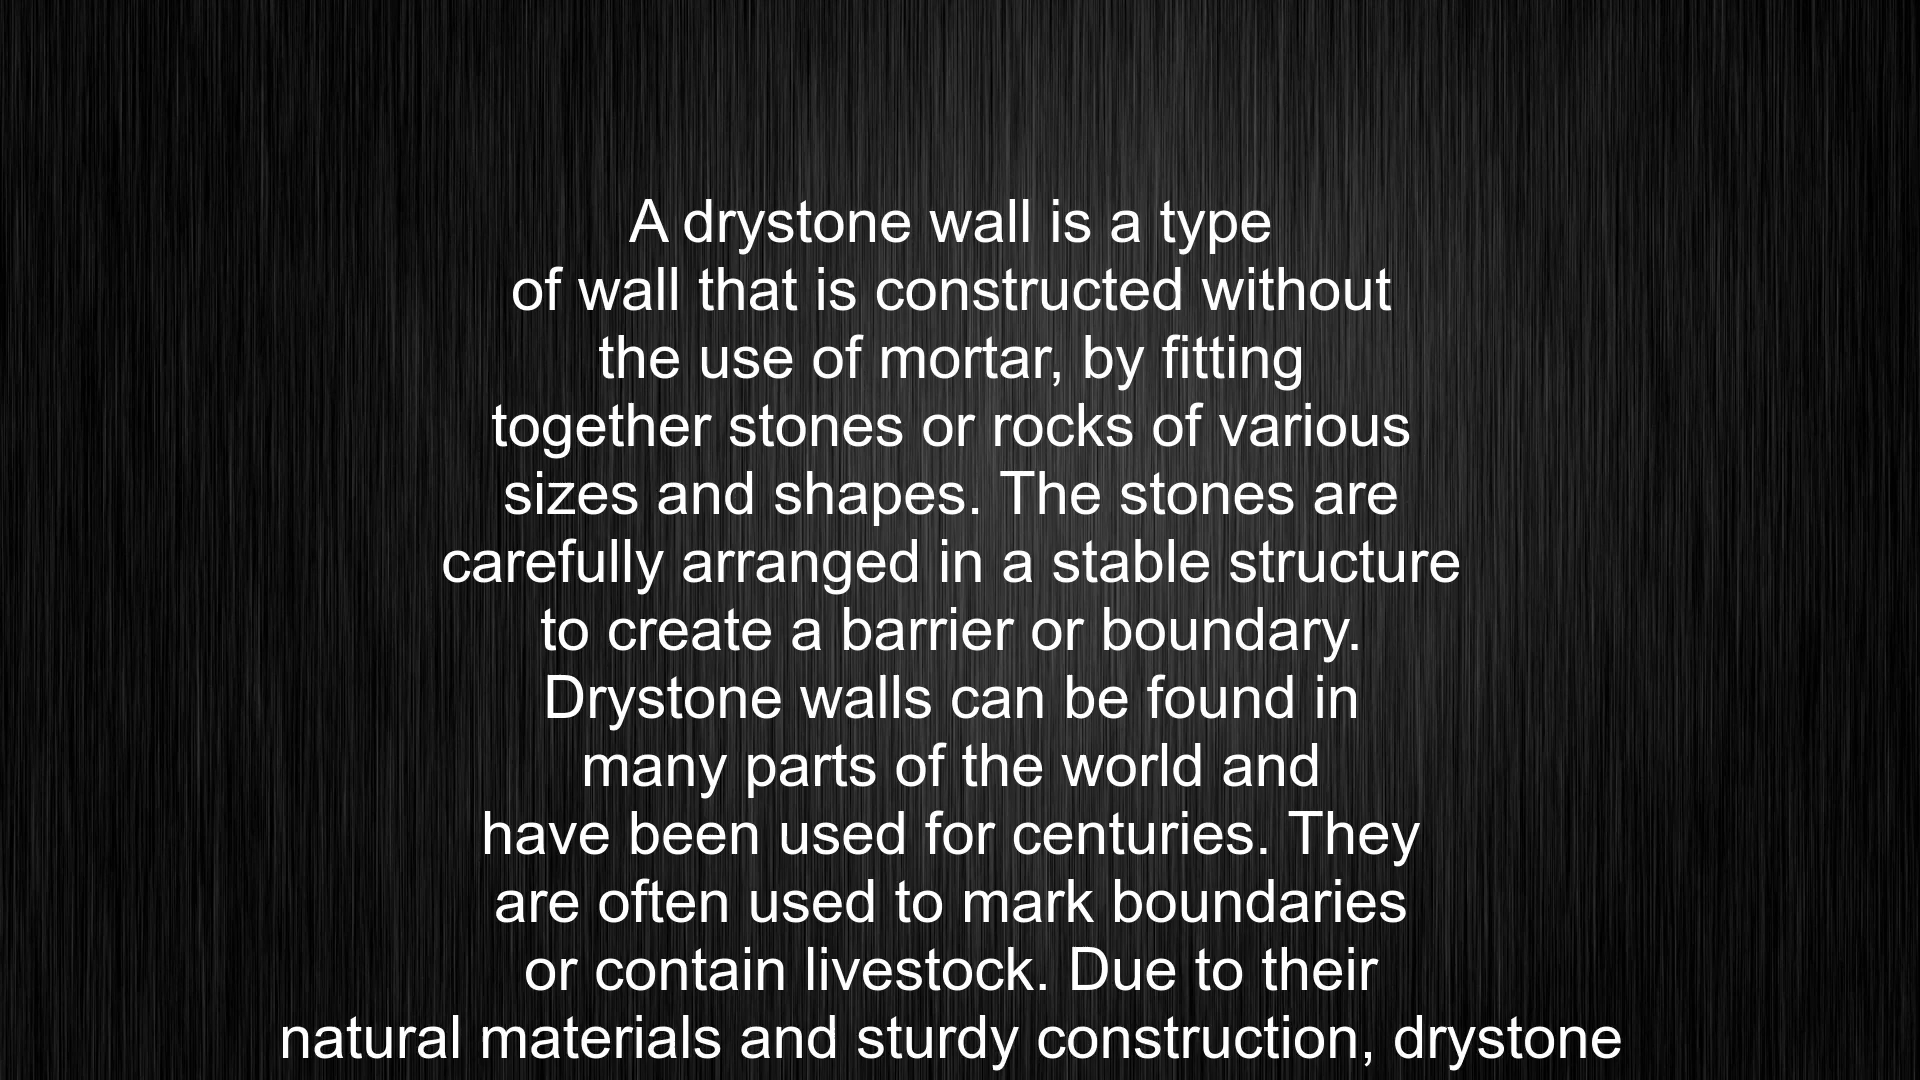 A drystone wall is a type
of wall that is constructed without
the use of mortar, by fitting
together stones or rocks of various
sizes and shapes. The stones are
carefully arranged in a stable structure
to create a barrier or boundary.
Drystone walls can be found in
many parts of the world and
have been used for centuries. They
are often used to mark boundaries
or contain livestock. Due to their
natural materials and sturdy construction, drystone